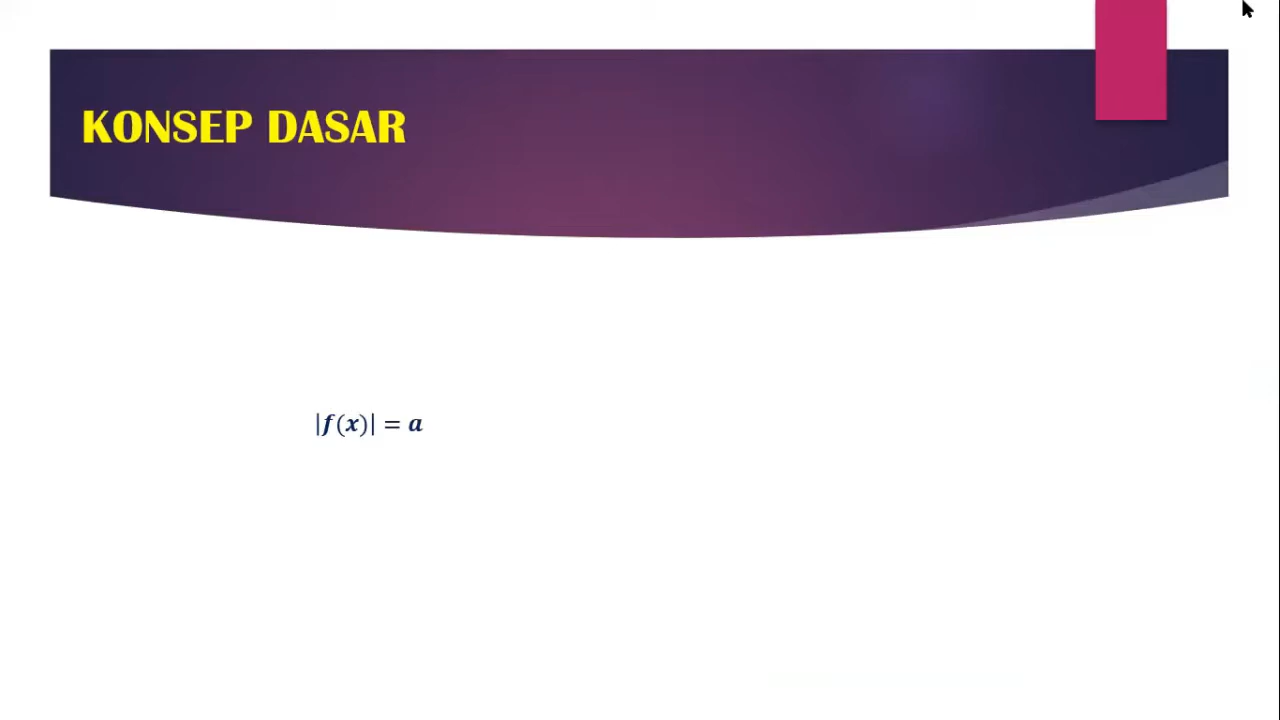 KONSEP DASAR
|f(x)| = a